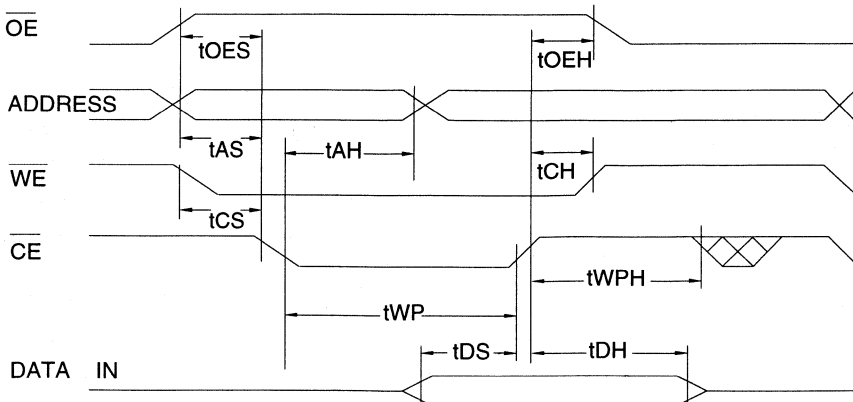 OE
tOES
tOEH
ADDRESS
tAS
tAH
WE
tCH
tCS
CE
tWPH
tWP
tDS
tDH
DATA IN